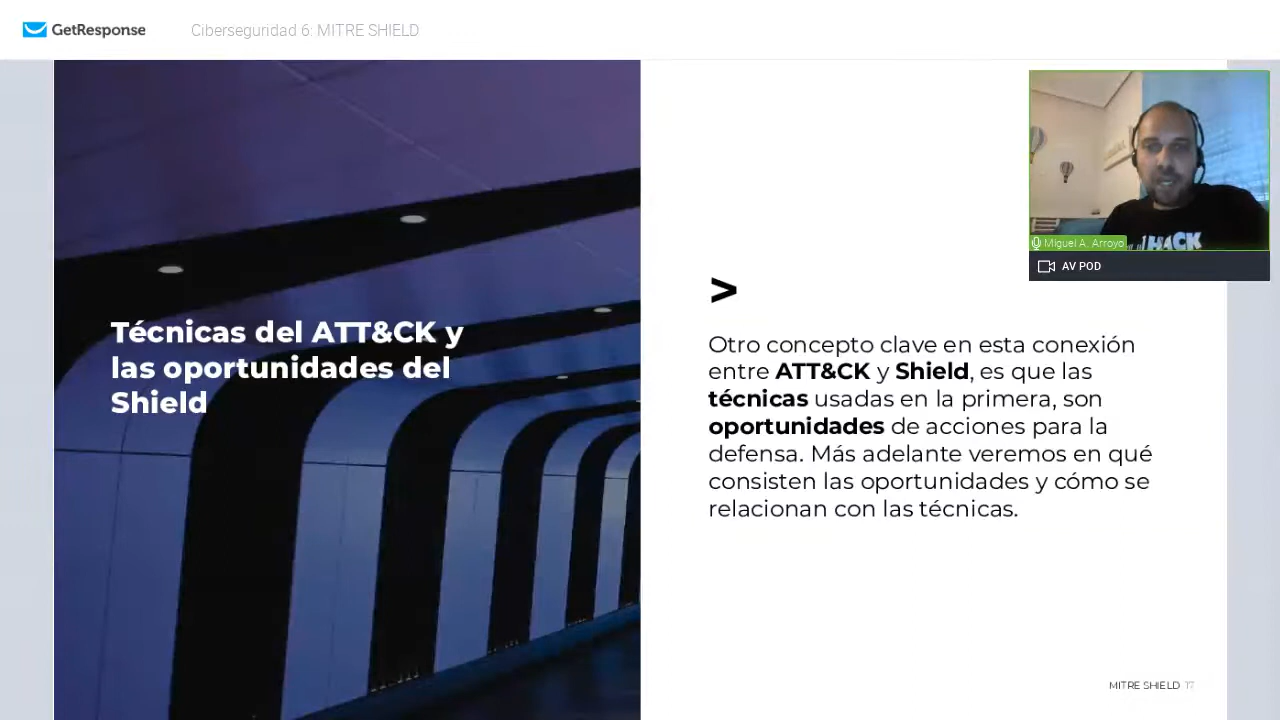 GetResponse
Ciberseguridad 6: MITRE SHIELD
Técnicas del ATT&CK y
las oportunidades del
Shield
>
Otro concepto clave en esta conexión
entre ATT&CK y Shield, es que las
técnicas usadas en la primera, son
oportunidades de acciones para la
defensa. Más adelante veremos en qué
consisten las oportunidades y cómo se
relacionan con las técnicas.
Miguel A. Arroyo
AV POD
MITRE SHIELD 17